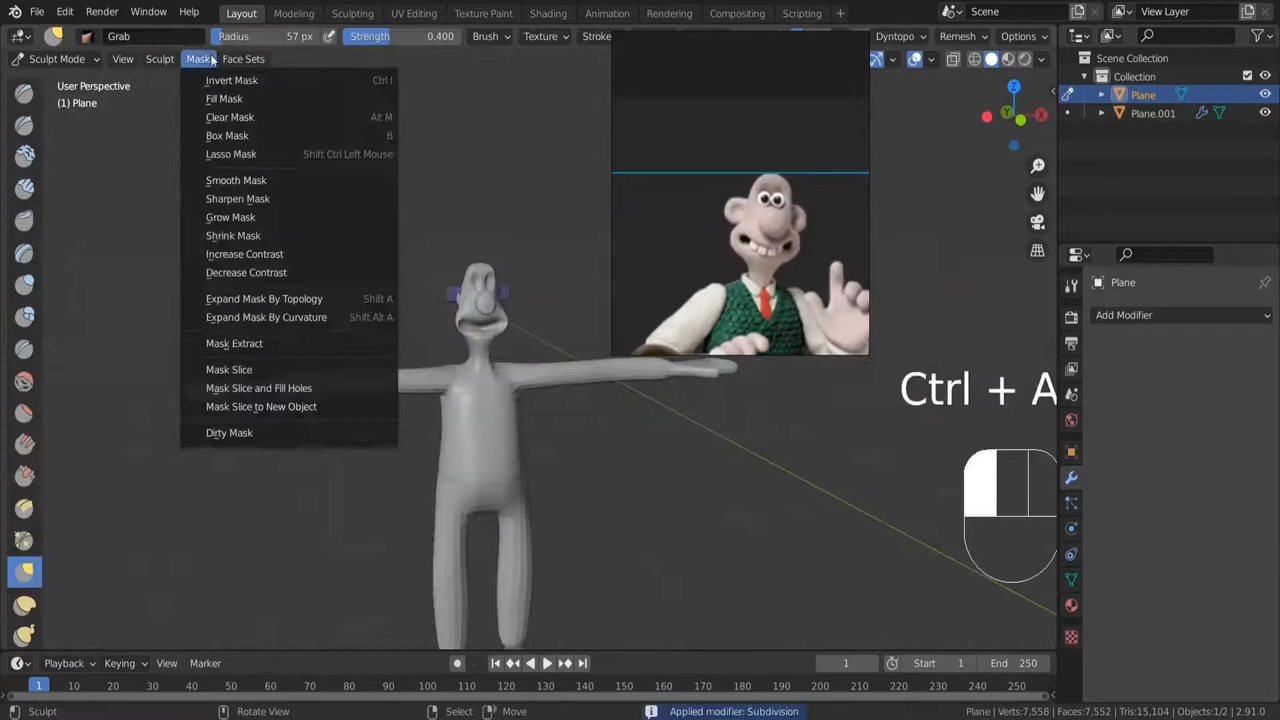 File Edit Render Window Help Layout Modeling Sculpting UV Editing Texture Paint Shading Animation Rendering Compositing Scripting Scene View Layer
Grab Radius 57 px Strength 0.400 Brush Texture Stroke Dyntopo Remesh Options
Sculpt Mode View Sculpt Mask Face Sets
Scene Collection
Collection
Plane
Plane.001
User Perspective
(1) Plane
Invert Mask Ctrl I
Fill Mask
Clear Mask Alt M
Box Mask B
Lasso Mask Shift Ctrl Left Mouse
Smooth Mask
Sharpen Mask
Grow Mask
Shrink Mask
Increase Contrast
Decrease Contrast
Expand Mask By Topology Shift A
Expand Mask By Curvature Shift Alt A
Mask Extract
Mask Slice
Mask Slice and Fill Holes
Mask Slice to New Object
Dirty Mask
Z
X
Y
Plane
Add Modifier
Ctrl + A
Playback Keying View Marker 1 Start 1 End 250
1 10 20 30 40 50 60 70 80 90 100 110 120 130 140 150 160 170 180 190 200 210 220 230 240 250
Sculpt Rotate View Select Move Applied modifier: Subdivision Plane | Verts:7,558 | Faces:7,552 | Tris:15,104 | Objects:1/2 | 2.91.0